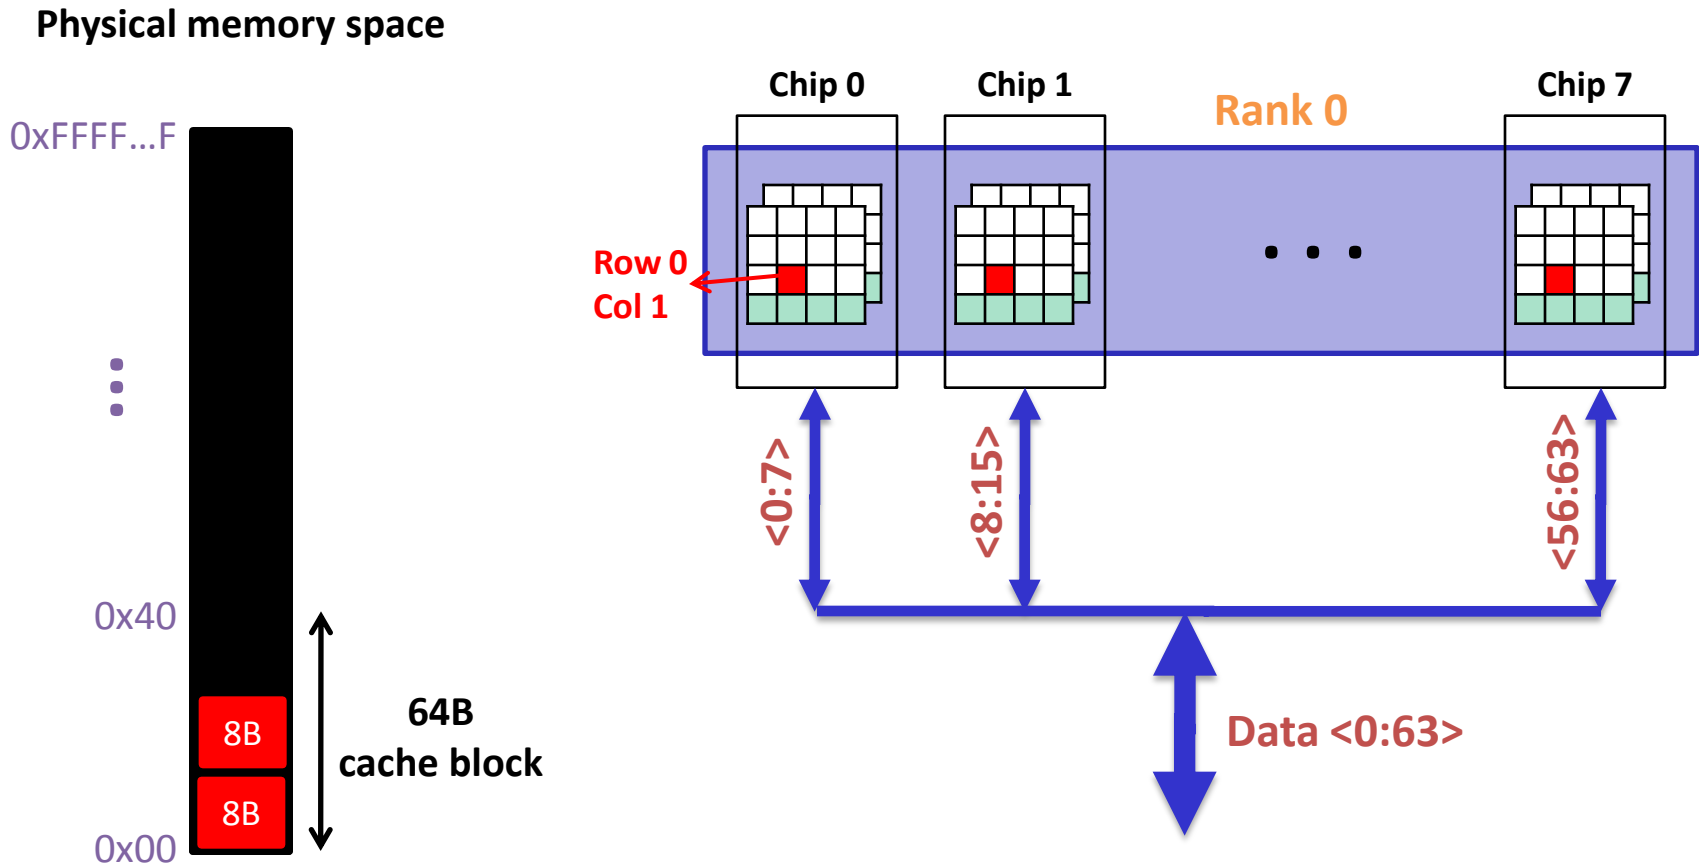 Physical memory space
0xFFFF...F
0x40
0x00
8B
8B
64B
cache block
Chip 0
Chip 1
Rank 0
Chip 7
Row 0
Col 1
. . .
<0:7>
<8:15>
<56:63>
Data <0:63>